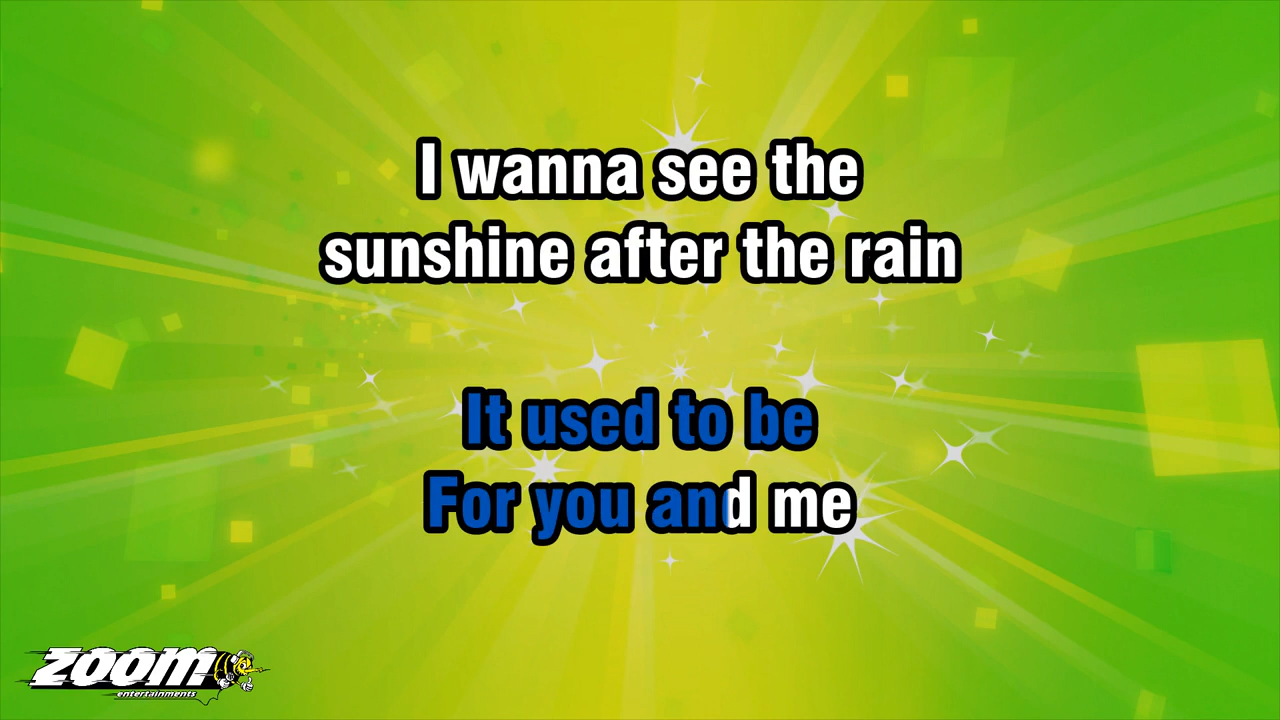 I wanna see the
sunshine after the rain
It used to be
For you and me
ZOOM
entertainments